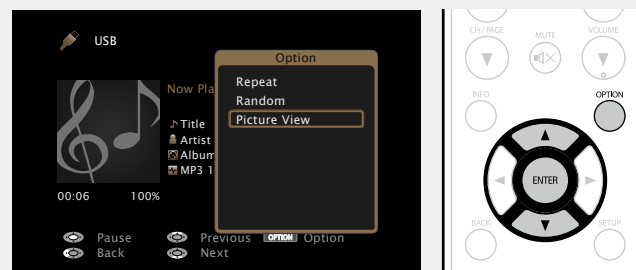 USB
Option
Now Pla
Repeat
Random
Picture View
Title
Artist
Album
MP3 1
00:06 100%
Pause Previous OPTION Option
Back Next
CH / PAGE MUTE VOLUME
INFO OPTION
ENTER
BACK SETUP